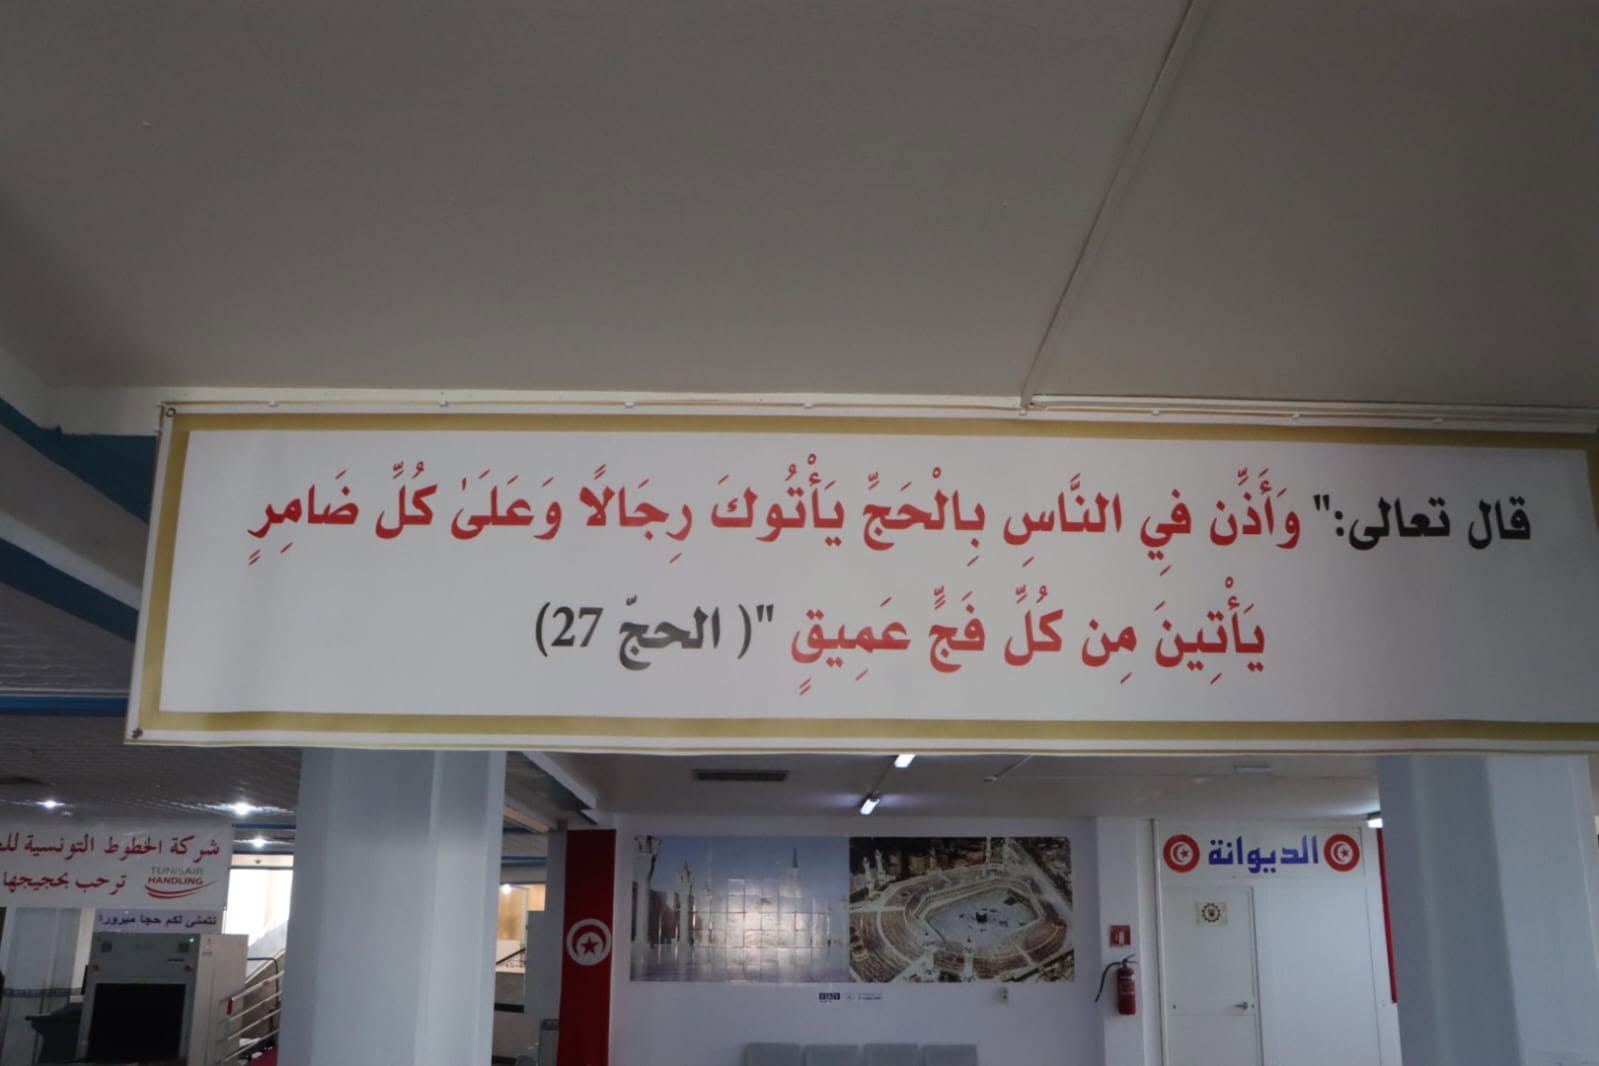 قال تعالى:" وَأَذِّن فِي النَّاسِ بِالْحَجِّ يَأْتُوكَ رِجَالًا وَعَلَىٰ كُلِّ ضَامِرٍ
يَأْتِينَ مِن كُلِّ فَجٍّ عَمِيقٍ "( الحجّ 27)
شركة الخطوط التونسية
TUNISAIR
HANDLING
ترحب بحجيجها
تتمنى لكم حجا مبرورا
الديوانة